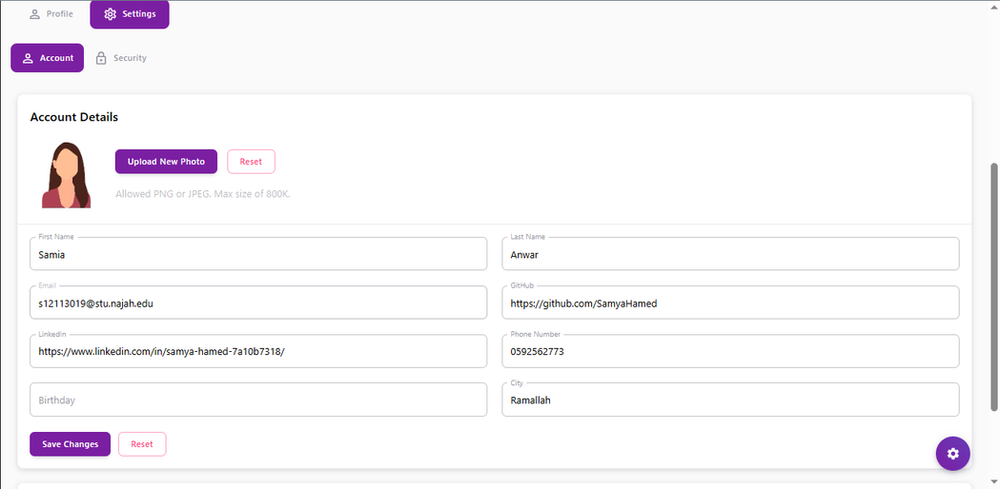 Profile
Settings
Account
Security
Account Details
Upload New Photo
Reset
Allowed PNG or JPEG. Max size of 800K.
First Name
Samia
Last Name
Anwar
Email
s12113019@stu.najah.edu
GitHub
https://github.com/SamyaHamed
LinkedIn
https://www.linkedin.com/in/samya-hamed-7a10b7318/
Phone Number
0592562773
Birthday
City
Ramallah
Save Changes
Reset